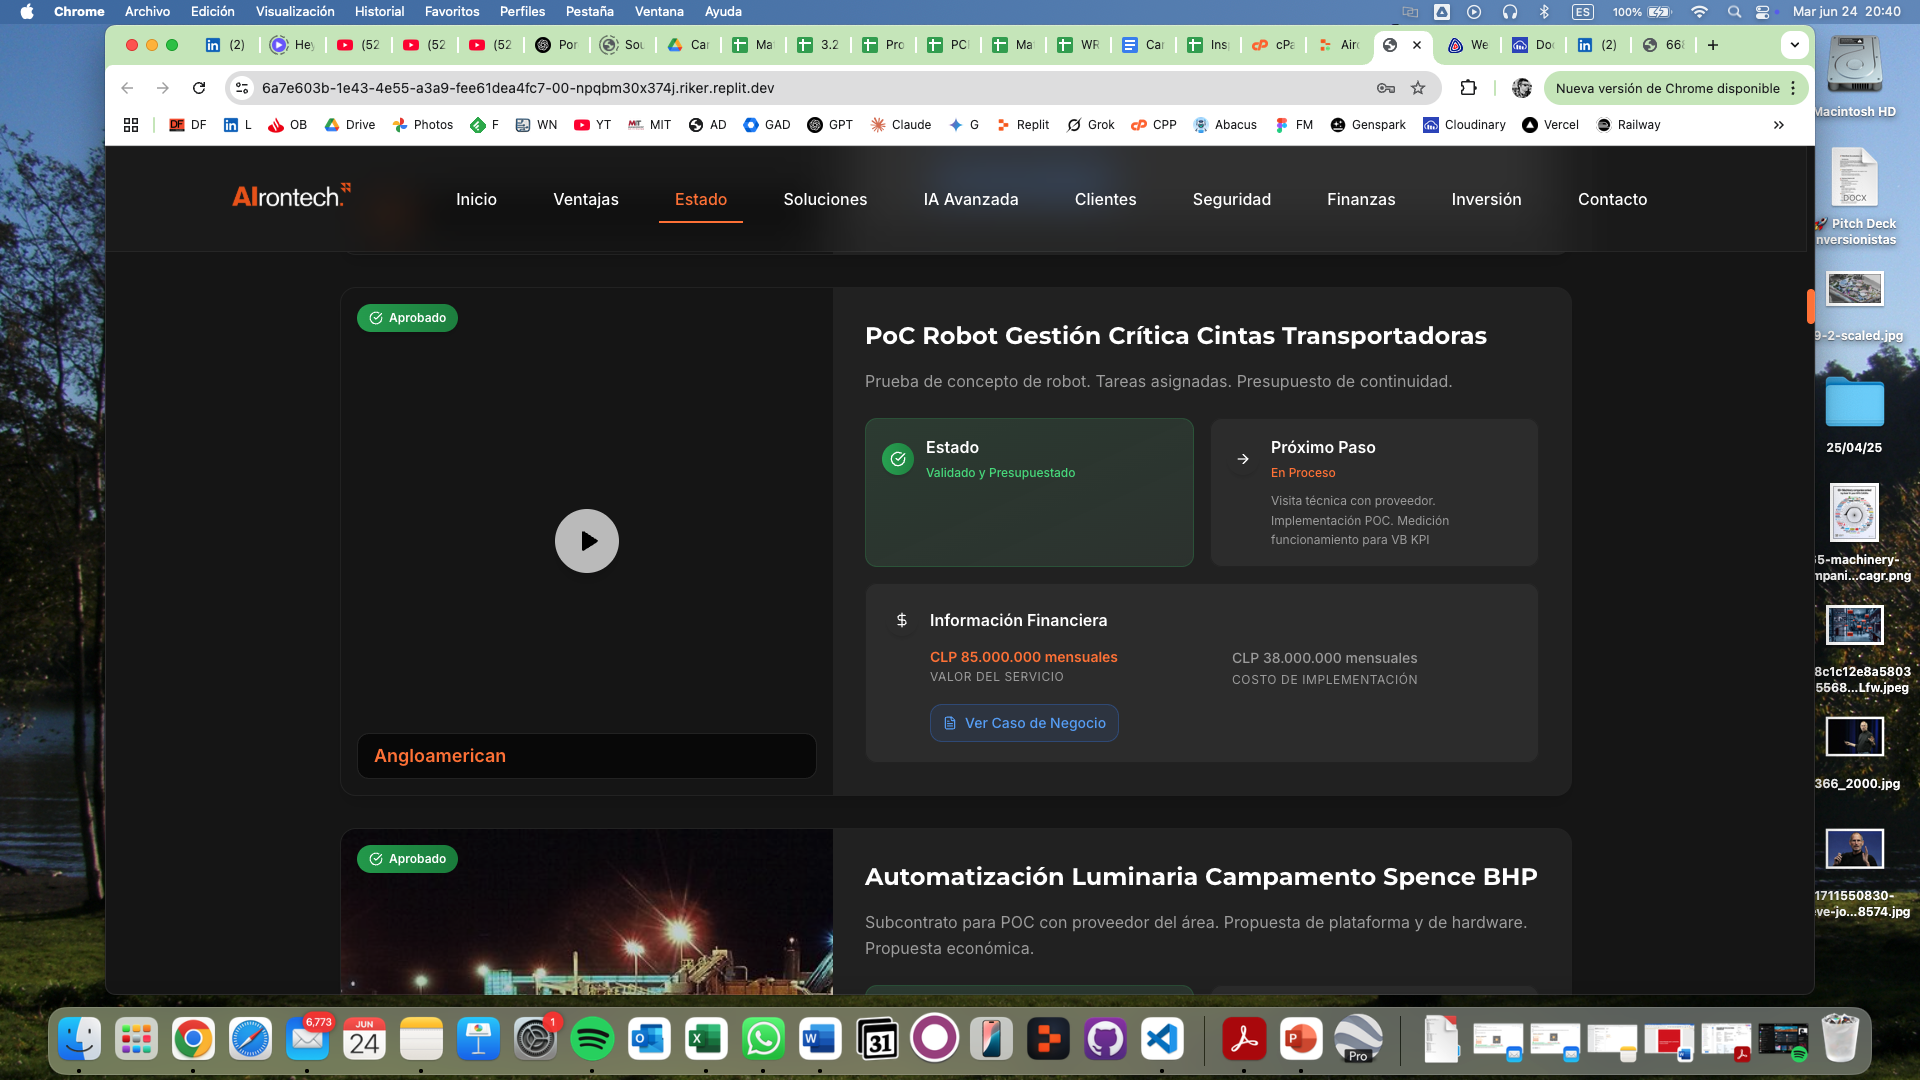 Chrome Archivo Edición Visualización Historial Favoritos Perfiles Pestaña Ventana Ayuda
ES 100% Mar jun 24 20:40
(2) He (52 (52 (52 Por Sou Car Ma 3.2 Pro PC Ma WR Car Ins cPa Airc We Do (2) 66
6a7e603b-1e43-4e55-a3a9-fee61dea4fc7-00-npqbm30x374j.riker.replit.dev
Nueva versión de Chrome disponible
DF L OB Drive Photos F WN YT MIT AD GAD GPT Claude G Replit Grok CPP Abacus FM Genspark Cloudinary Vercel Railway
AIrontech.
Inicio Ventajas Estado Soluciones IA Avanzada Clientes Seguridad Finanzas Inversión Contacto
Aprobado
PoC Robot Gestión Crítica Cintas Transportadoras
Prueba de concepto de robot. Tareas asignadas. Presupuesto de continuidad.
Estado
Validado y Presupuestado
Próximo Paso
En Proceso
Visita técnica con proveedor.
Implementación POC. Medición
funcionamiento para VB KPI
Información Financiera
CLP 85.000.000 mensuales
VALOR DEL SERVICIO
CLP 38.000.000 mensuales
COSTO DE IMPLEMENTACIÓN
Ver Caso de Negocio
Angloamerican
Aprobado
Automatización Luminaria Campamento Spence BHP
Subcontrato para POC con proveedor del área. Propuesta de plataforma y de hardware.
Propuesta económica.
Macintosh HD
DOCX
Pitch Deck
nversionistas
9-2-scaled.jpg
25/04/25
55-machinery-
mpani...cagr.png
8c1c12e8a5803
5568...Lfw.jpeg
366_2000.jpg
1711550830-
eve-jo...8574.jpg
6,773
JUN
24
1
31
Pro